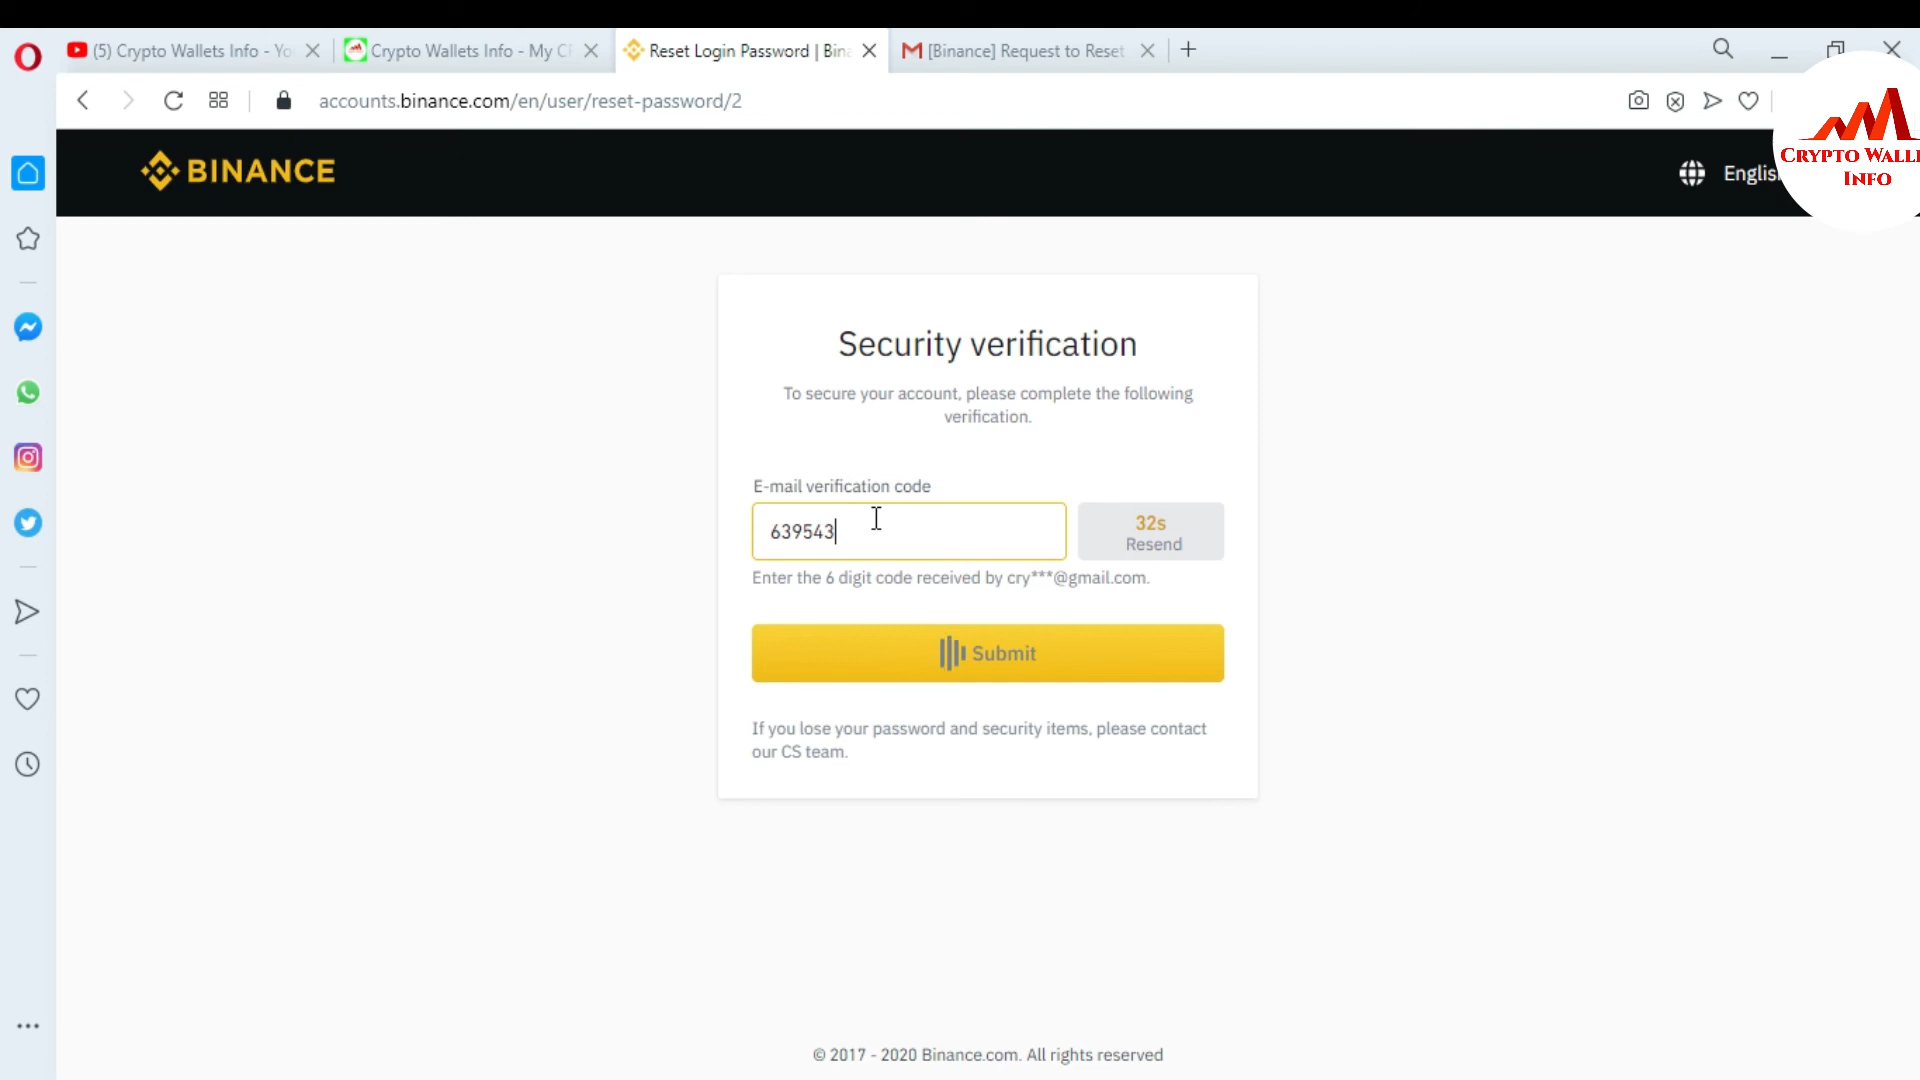 (5) Crypto Wallets Info - Yo
Crypto Wallets Info - My C
Reset Login Password | Bina
[Binance] Request to Reset
accounts.binance.com/en/user/reset-password/2
BINANCE
English
CRYPTO WALLE
INFO
Security verification
To secure your account, please complete the following
verification.
E-mail verification code
639543
32s
Resend
Enter the 6 digit code received by cry***@gmail.com.
Submit
If you lose your password and security items, please contact
our CS team.
© 2017 - 2020 Binance.com. All rights reserved